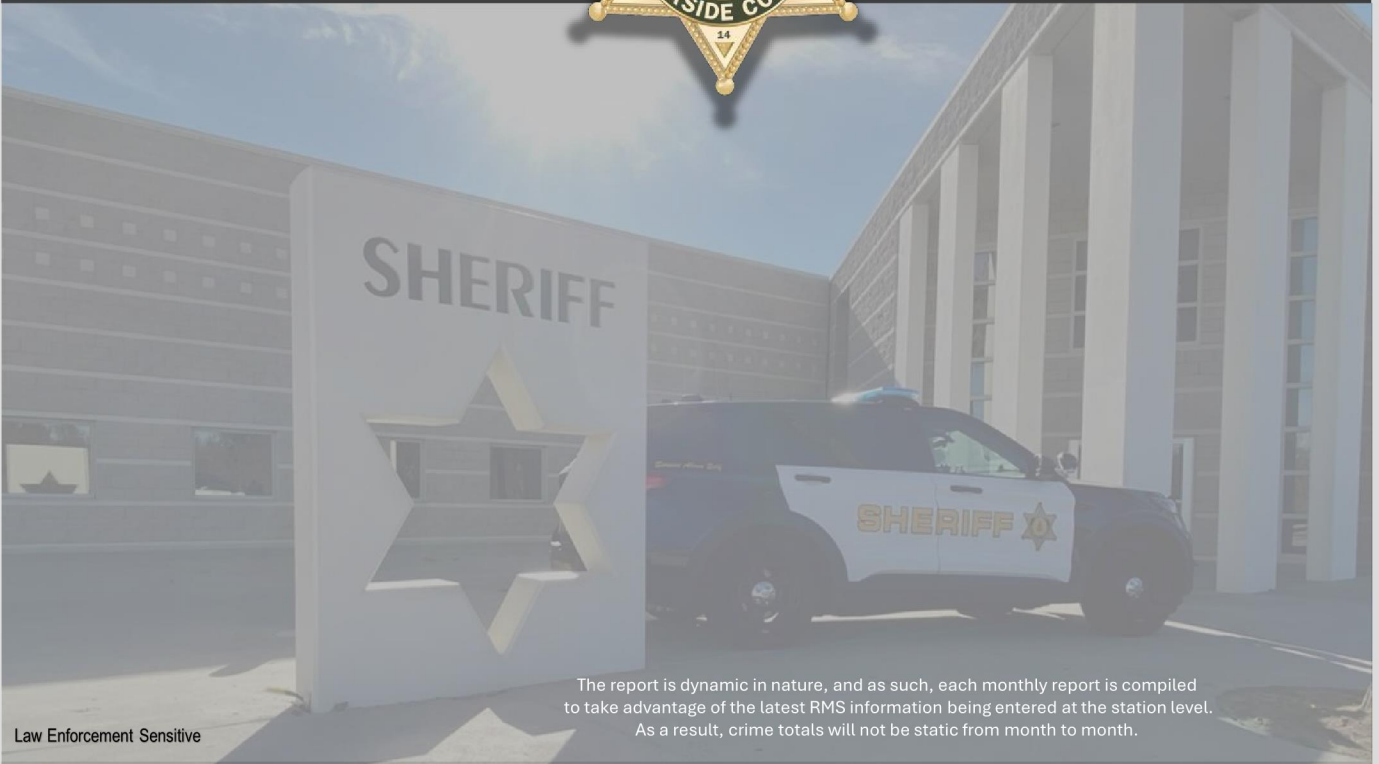 14
SHERIFF
SHERIFF
The report is dynamic in nature, and as such, each monthly report is compiled
to take advantage of the latest RMS information being entered at the station level.
As a result, crime totals will not be static from month to month.
Law Enforcement Sensitive